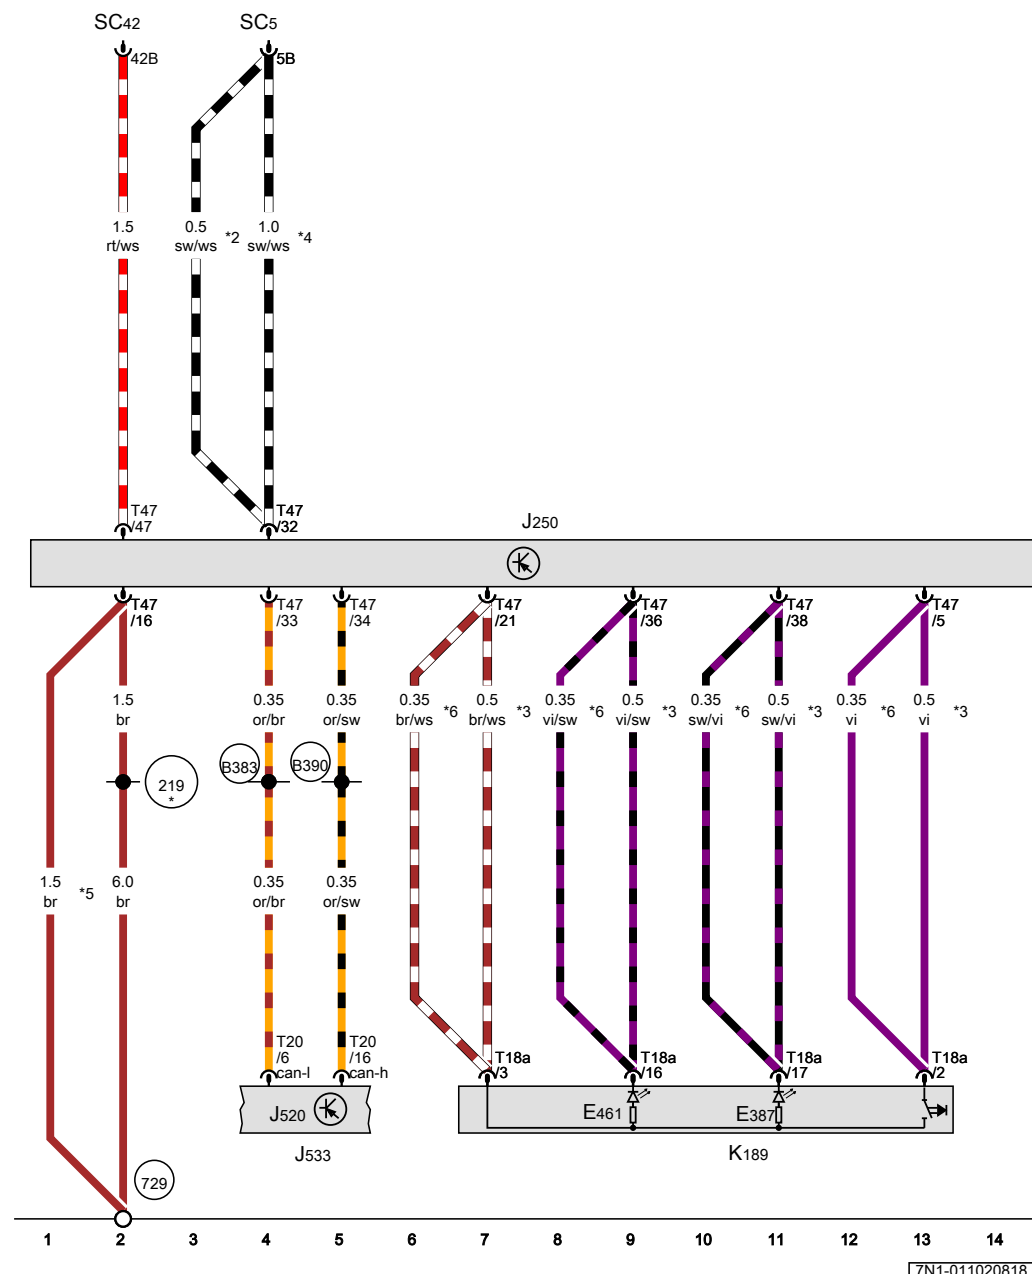 SC42 SC5
42B 5B
1.5 0.5 1.0
rt/ws sw/ws *2 sw/ws *4
T47 T47
/47 /32
J250
T47 T47 T47 T47 T47 T47 T47
/16 /33 /34 /21 /36 /38 /5
1.5 0.35 0.35 0.35 0.5 0.35 0.5 0.35 0.5 0.35 0.5
br or/br or/sw br/ws *6 br/ws *3 vi/sw *6 vi/sw *3 sw/vi *6 sw/vi *3 vi *6 vi *3
B383 B390
219
*
1.5 6.0 0.35 0.35
br *5 br or/br or/sw
T20 T20
/6 /16
can-l can-h
T18a T18a T18a T18a
/3 /16 /17 /2
J520 E461 E387
J533 K189
729
1 2 3 4 5 6 7 8 9 10 11 12 13 14
7N1-011020818